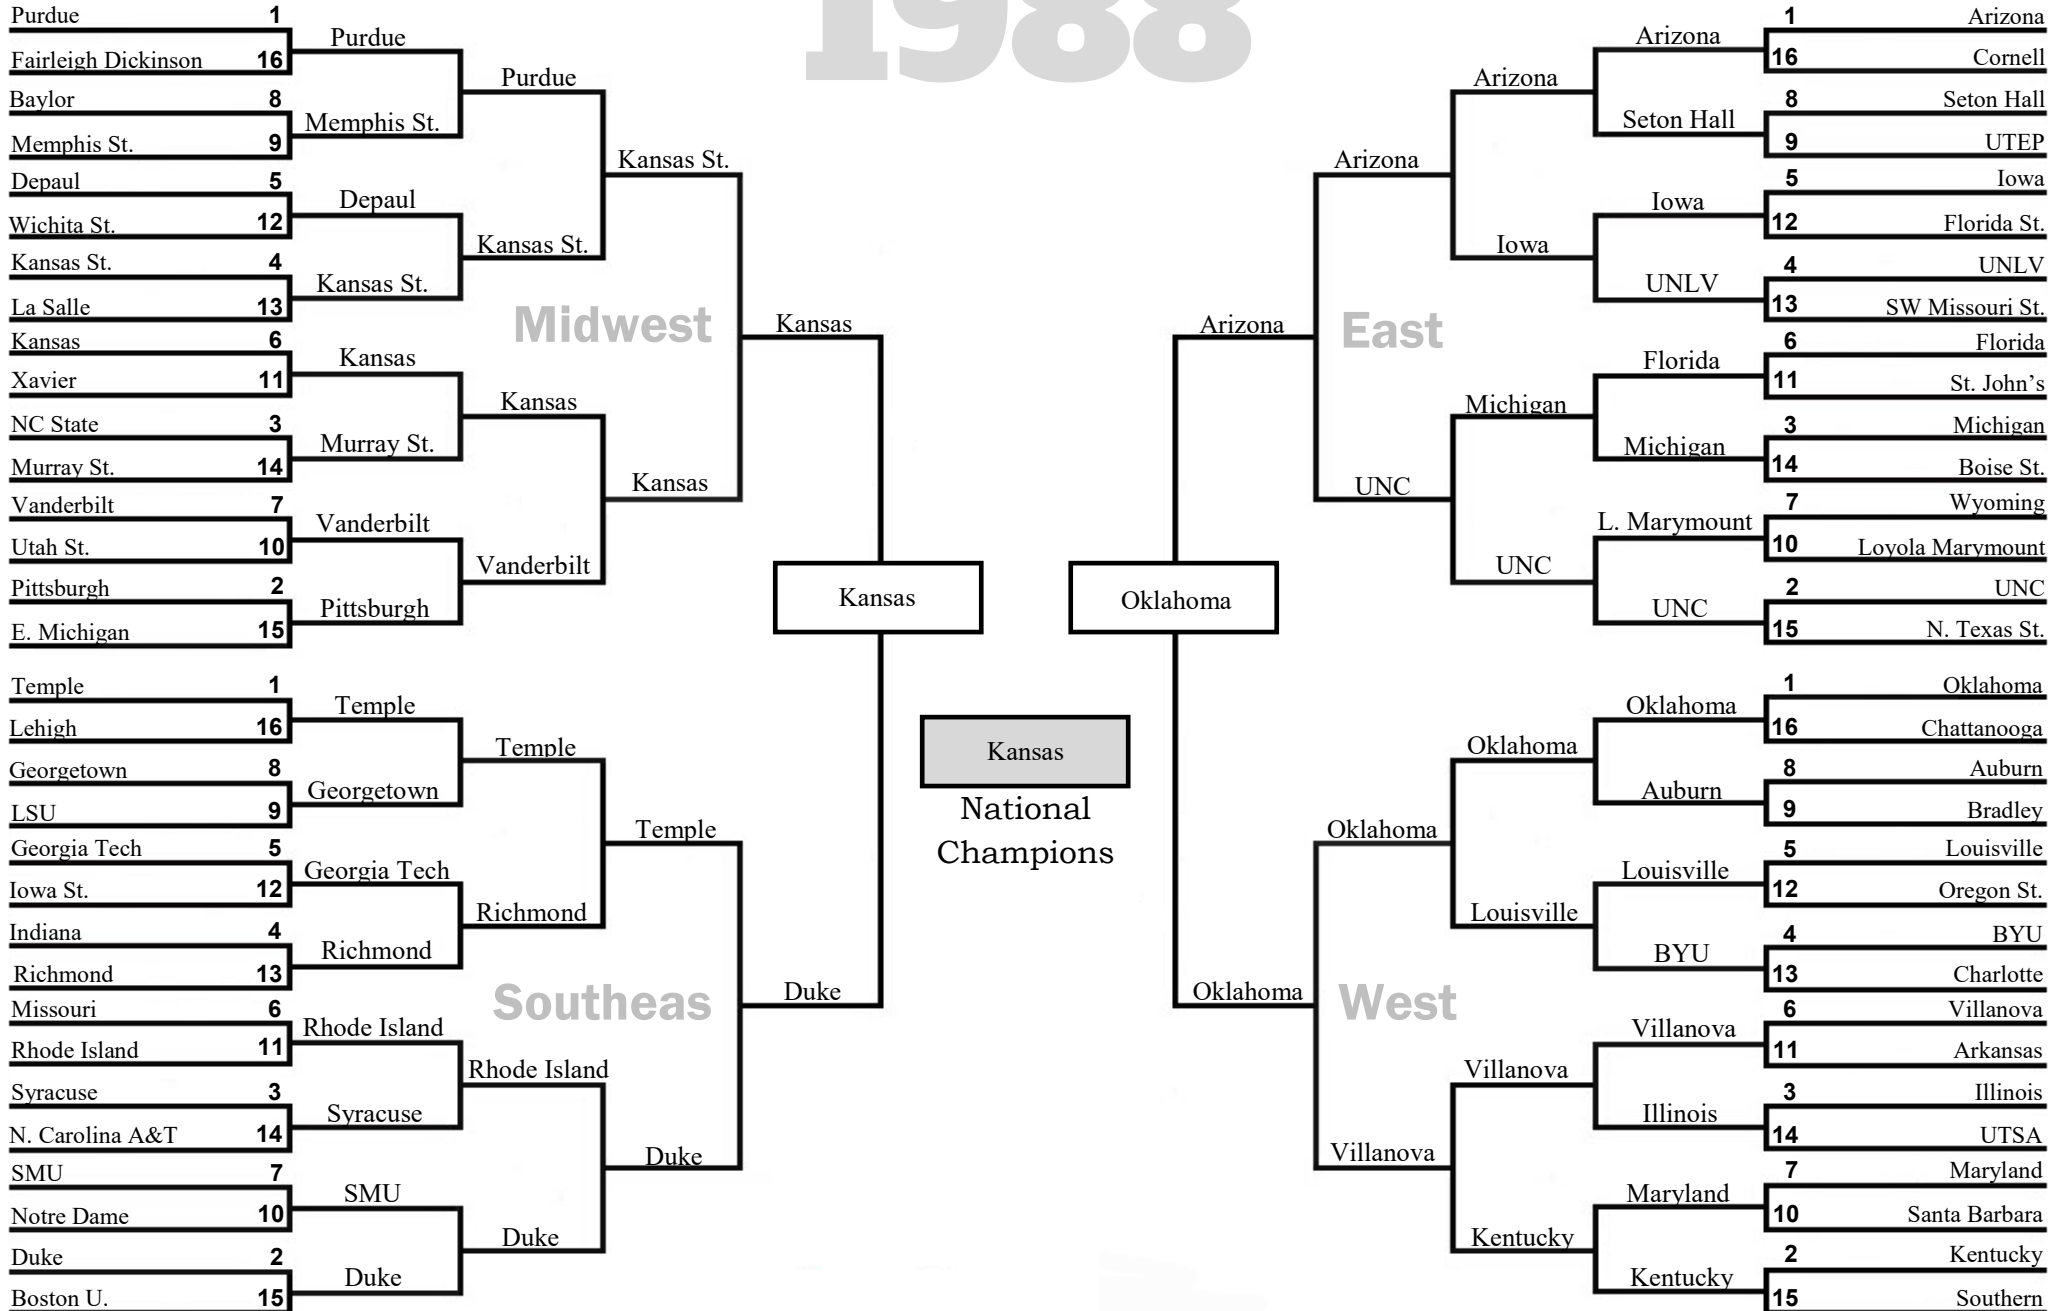 1988
Purdue 1
Fairleigh Dickinson 16
Baylor 8
Memphis St. 9
Depaul 5
Wichita St. 12
Kansas St. 4
La Salle 13
Kansas 6
Xavier 11
NC State 3
Murray St. 14
Vanderbilt 7
Utah St. 10
Pittsburgh 2
E. Michigan 15
Purdue
Memphis St.
Depaul
Kansas St.
Kansas
Murray St.
Vanderbilt
Pittsburgh
Purdue
Kansas St.
Kansas
Vanderbilt
Kansas St.
Kansas
Midwest
Kansas
Temple 1
Lehigh 16
Georgetown 8
LSU 9
Georgia Tech 5
Iowa St. 12
Indiana 4
Richmond 13
Missouri 6
Rhode Island 11
Syracuse 3
N. Carolina A&T 14
SMU 7
Notre Dame 10
Duke 2
Boston U. 15
Temple
Georgetown
Georgia Tech
Richmond
Rhode Island
Syracuse
SMU
Duke
Temple
Richmond
Rhode Island
Duke
Temple
Duke
Southeas
Duke
Kansas
Oklahoma
Kansas
National
Champions
Arizona
East
Arizona
UNC
Arizona
Iowa
Michigan
UNC
Arizona
Seton Hall
Iowa
UNLV
Florida
Michigan
L. Marymount
UNC
1 Arizona
16 Cornell
8 Seton Hall
9 UTEP
5 Iowa
12 Florida St.
4 UNLV
13 SW Missouri St.
6 Florida
11 St. John’s
3 Michigan
14 Boise St.
7 Wyoming
10 Loyola Marymount
2 UNC
15 N. Texas St.
Oklahoma
West
Oklahoma
Villanova
Oklahoma
Louisville
Villanova
Kentucky
Oklahoma
Auburn
Louisville
BYU
Villanova
Illinois
Maryland
Kentucky
1 Oklahoma
16 Chattanooga
8 Auburn
9 Bradley
5 Louisville
12 Oregon St.
4 BYU
13 Charlotte
6 Villanova
11 Arkansas
3 Illinois
14 UTSA
7 Maryland
10 Santa Barbara
2 Kentucky
15 Southern